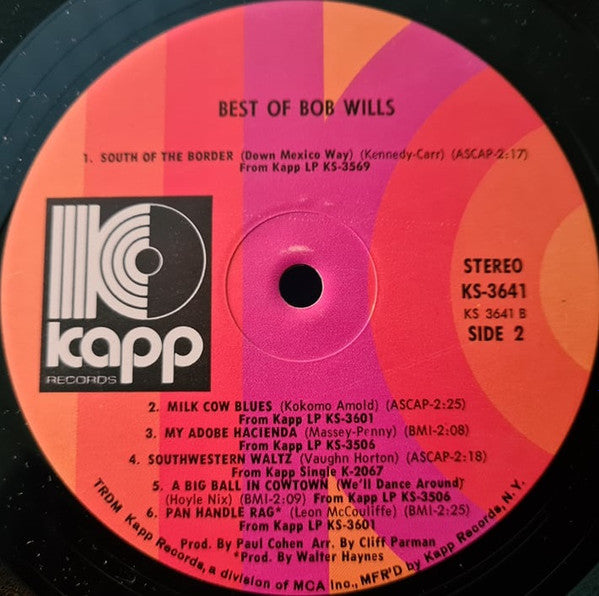 BEST OF BOB WILLS
1. SOUTH OF THE BORDER (Down Mexico Way) (Kennedy-Carr) (ASCAP-2:17)
From Kapp LP KS-3569
kapp
RECORDS
STEREO
KS-3641
KS 3641 B
SIDE 2
2. MILK COW BLUES (Kokomo Arnold) (ASCAP-2:25)
From Kapp LP KS-3601
3. MY ADOBE HACIENDA (Massey-Penny) (BMI-2:08)
From Kapp LP KS-3506
4. SOUTHWESTERN WALTZ (Vaughn Horton) (ASCAP-2:18)
From Kapp Single K-2067
5. A BIG BALL IN COWTOWN (We'll Dance Around)
(Hoyle Nix) (BMI-2:09) From Kapp LP KS-3506
6. PAN HANDLE RAG* (Leon McCouliffe) (BMI-2:25)
From Kapp LP KS-3601
Prod. By Paul Cohen Arr. By Cliff Parman
*Prod. By Walter Haynes
TRDM Kapp Records, a division of MCA Inc., MFR'D by Kapp Records, N.Y.